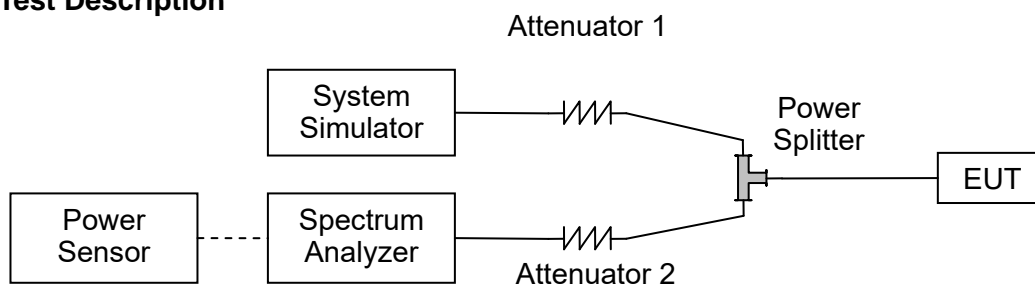 Test Description
Attenuator 1
System
Simulator
Power
Splitter
EUT
Power
Sensor
Spectrum
Analyzer
Attenuator 2